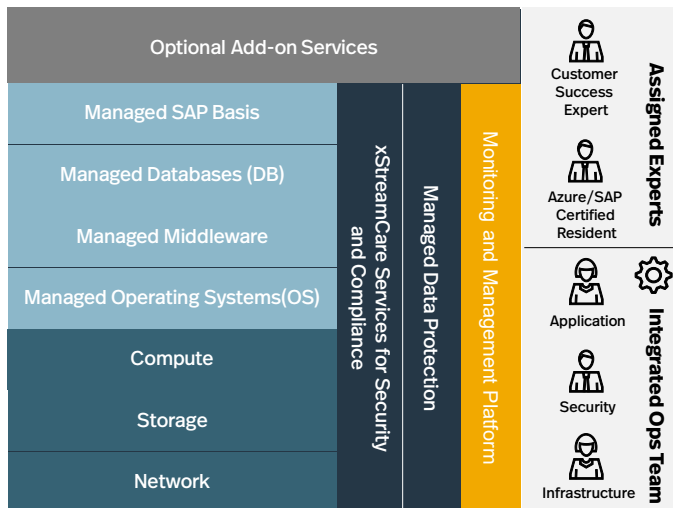 Optional Add-on Services
Managed SAP Basis
Managed Databases (DB)
Managed Middleware
Managed Operating Systems(OS)
Compute
Storage
Network
xStreamCare Services for Security
and Compliance
Managed Data Protection
Monitoring and Management Platform
Customer
Success
Expert
Azure/SAP
Certified
Resident
Assigned Experts
Application
Security
Infrastructure
Integrated Ops Team